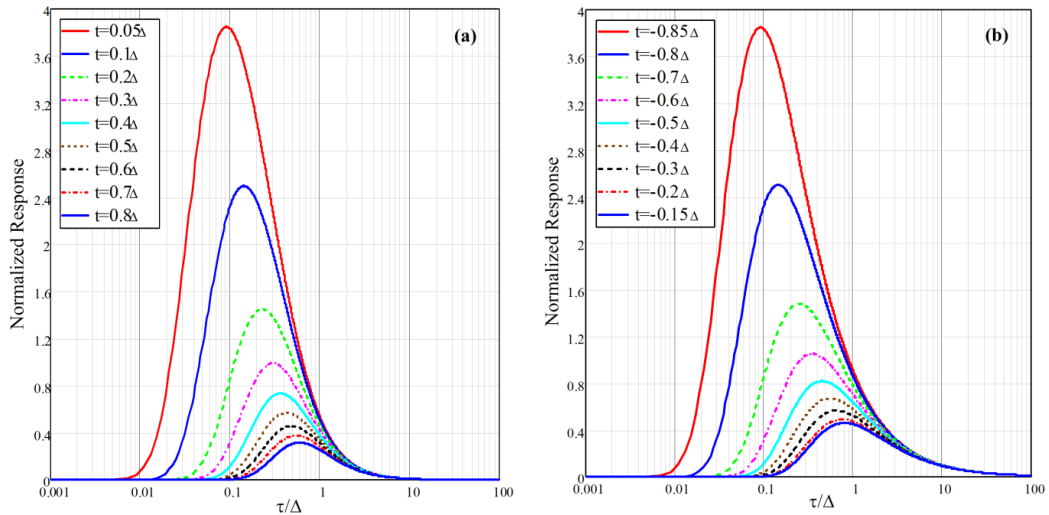 4
3.6
3.2
2.8
2.4
2
1.6
1.2
0.8
0.4
0
Normalized Response
t=0.05Δ
t=0.1Δ
t=0.2Δ
t=0.3Δ
t=0.4Δ
t=0.5Δ
t=0.6Δ
t=0.7Δ
t=0.8Δ
(a)
0.001 0.01 0.1 1 10 100
τ/Δ
4
3.6
3.2
2.8
2.4
2
1.6
1.2
0.8
0.4
0
Normalized Response
t=-0.85Δ
t=-0.8Δ
t=-0.7Δ
t=-0.6Δ
t=-0.5Δ
t=-0.4Δ
t=-0.3Δ
t=-0.2Δ
t=-0.15Δ
(b)
0.001 0.01 0.1 1 10 100
τ/Δ